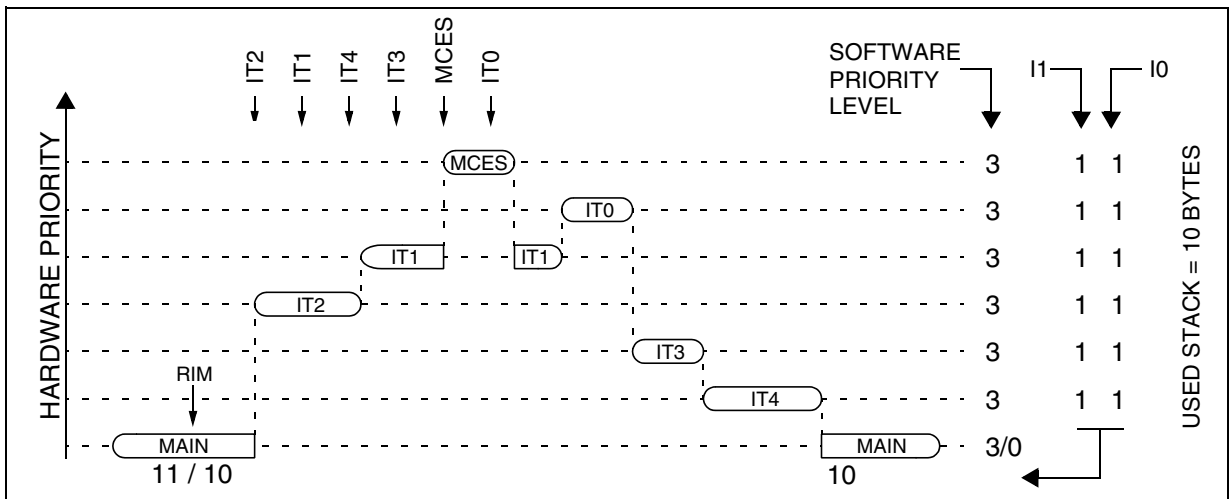 IT2
IT1
IT4
IT3
MCES
IT0
SOFTWARE
PRIORITY
LEVEL
I1
I0
HARDWARE PRIORITY
MCES
3
1 1
IT0
3
1 1
IT1
IT1
3
1 1
IT2
3
1 1
IT3
3
1 1
RIM
IT4
3
1 1
MAIN
MAIN
3/0
11 / 10
10
USED STACK = 10 BYTES